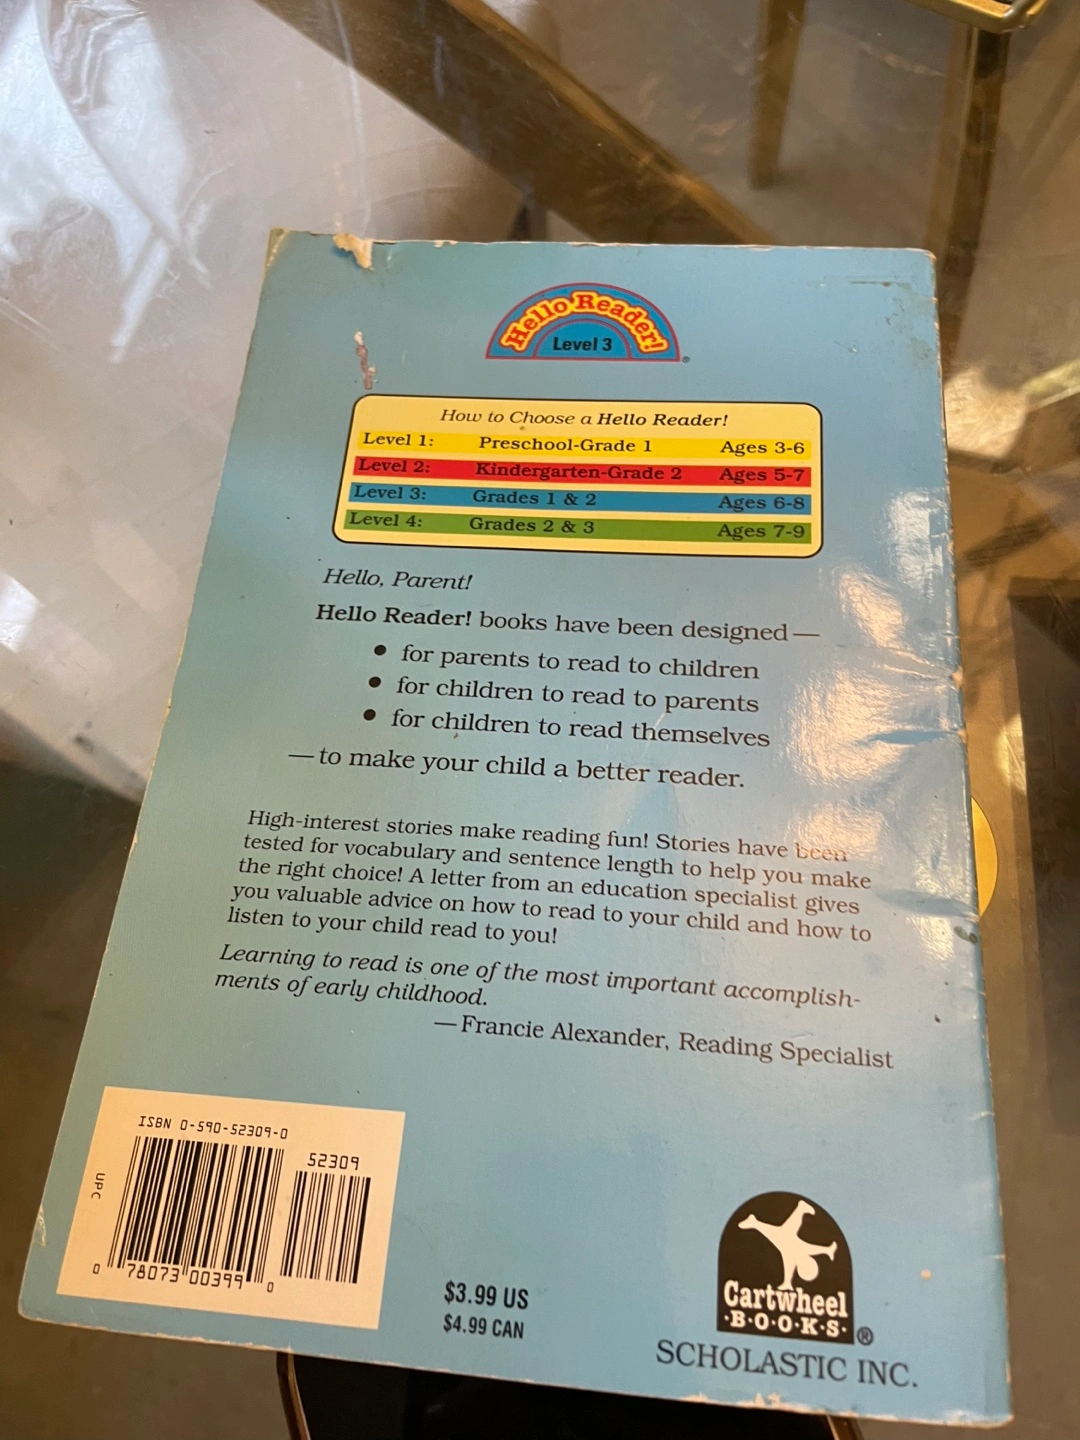 Hello Reader!
Level 3
®
How to Choose a Hello Reader!
Level 1: Preschool-Grade 1 Ages 3-6
Level 2: Kindergarten-Grade 2 Ages 5-7
Level 3: Grades 1 & 2 Ages 6-8
Level 4: Grades 2 & 3 Ages 7-9
Hello, Parent!
Hello Reader! books have been designed—
• for parents to read to children
• for children to read to parents
• for children to read themselves
—to make your child a better reader.
High-interest stories make reading fun! Stories have been
tested for vocabulary and sentence length to help you make
the right choice! A letter from an education specialist gives
you valuable advice on how to read to your child and how to
listen to your child read to you!
Learning to read is one of the most important accomplish-
ments of early childhood.
—Francie Alexander, Reading Specialist
ISBN 0-590-52309-0
52309
UPC
0 78073 00399 0
$3.99 US
$4.99 CAN
Cartwheel
·B·O·O·K·S·
®
SCHOLASTIC INC.